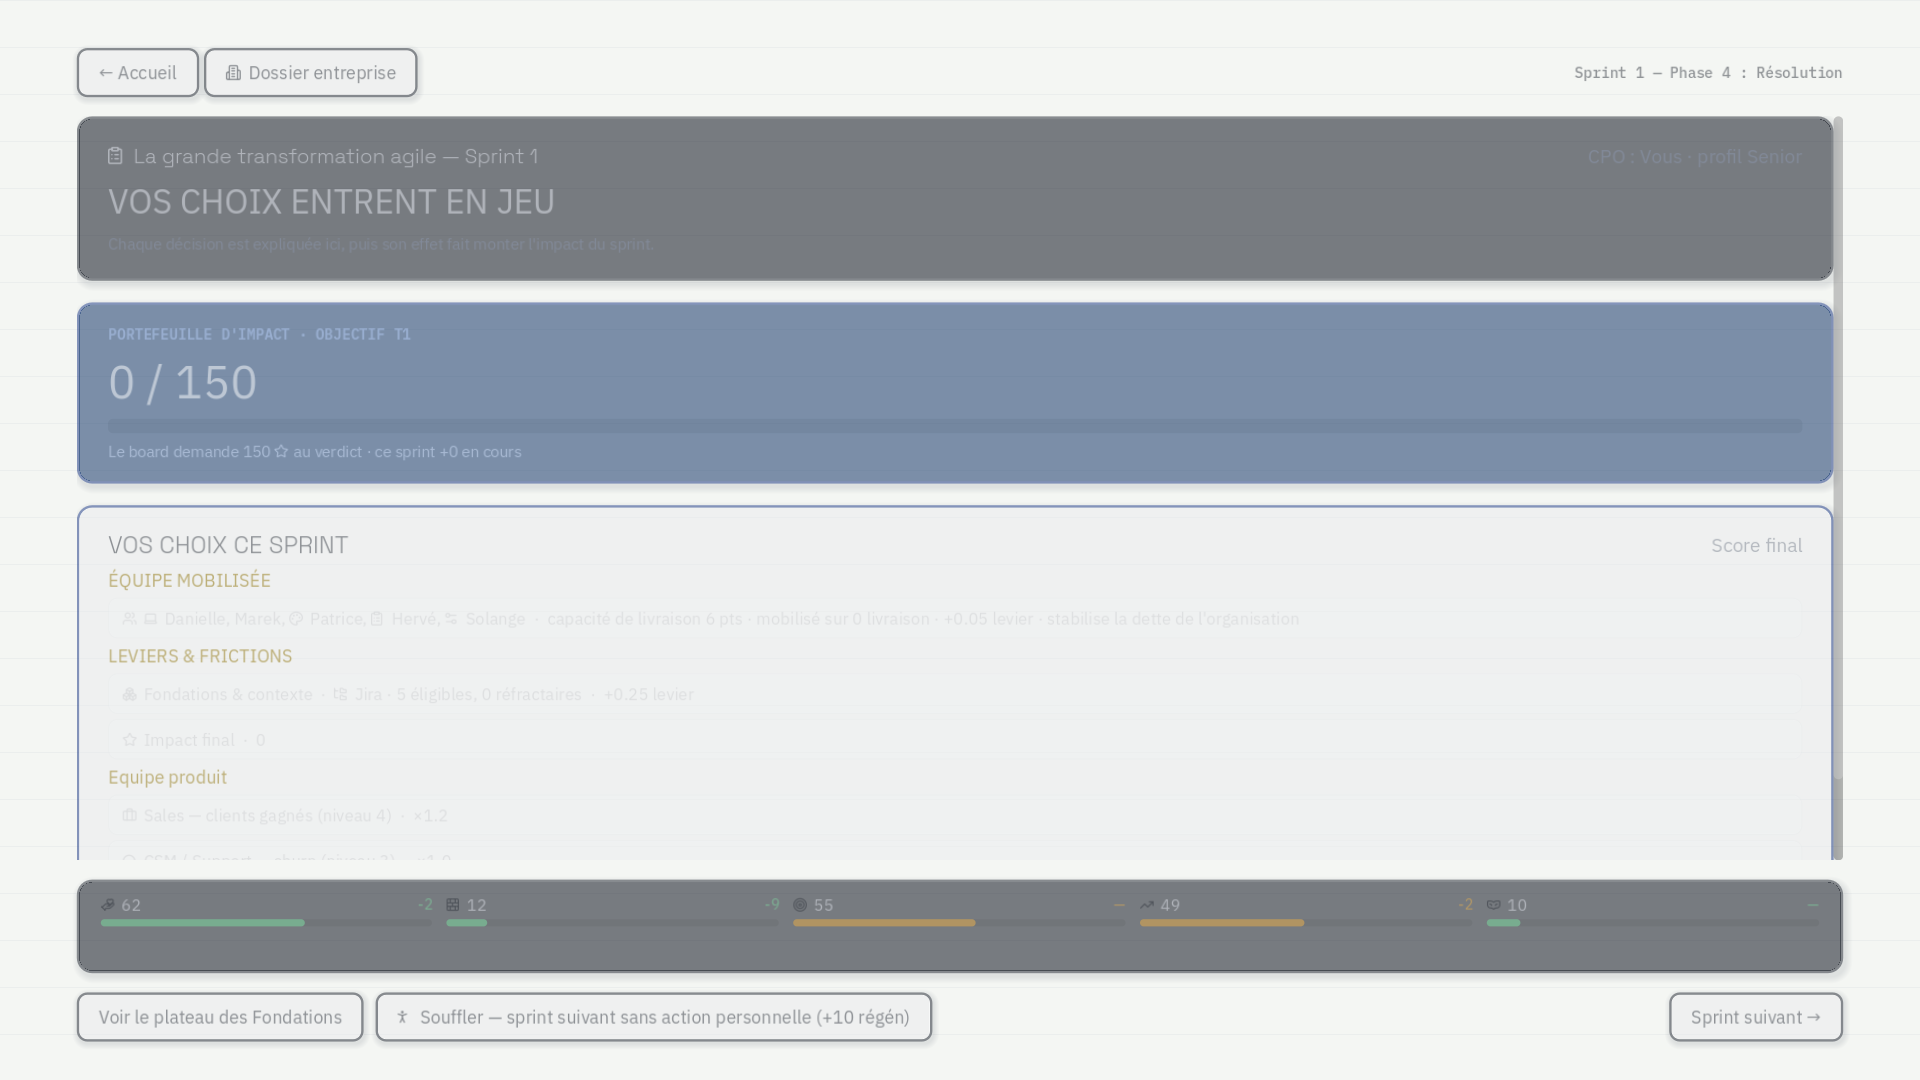 ← Accueil
Dossier entreprise
Sprint 1 — Phase 4 : Résolution
La grande transformation agile — Sprint 1
CPO : Vous · profil Senior
VOS CHOIX ENTRENT EN JEU
Chaque décision est expliquée ici, puis son effet fait monter l'impact du sprint.
PORTEFEUILLE D'IMPACT · OBJECTIF T1
0 / 150
Le board demande 150 ☆ au verdict · ce sprint +0 en cours
VOS CHOIX CE SPRINT
Score final
ÉQUIPE MOBILISÉE
Danielle, Marek, Patrice, Hervé, Solange · capacité de livraison 6 pts · mobilisé sur 0 livraison · +0.05 levier · stabilise la dette de l'organisation
LEVIERS & FRICTIONS
Fondations & contexte · Jira · 5 éligibles, 0 réfractaires · +0.25 levier
Impact final · 0
Equipe produit
Sales — clients gagnés (niveau 4) · ×1.2
62 -2 12 -9 55 — 49 -2 10 —
Voir le plateau des Fondations
Souffler — sprint suivant sans action personnelle (+10 régén)
Sprint suivant →